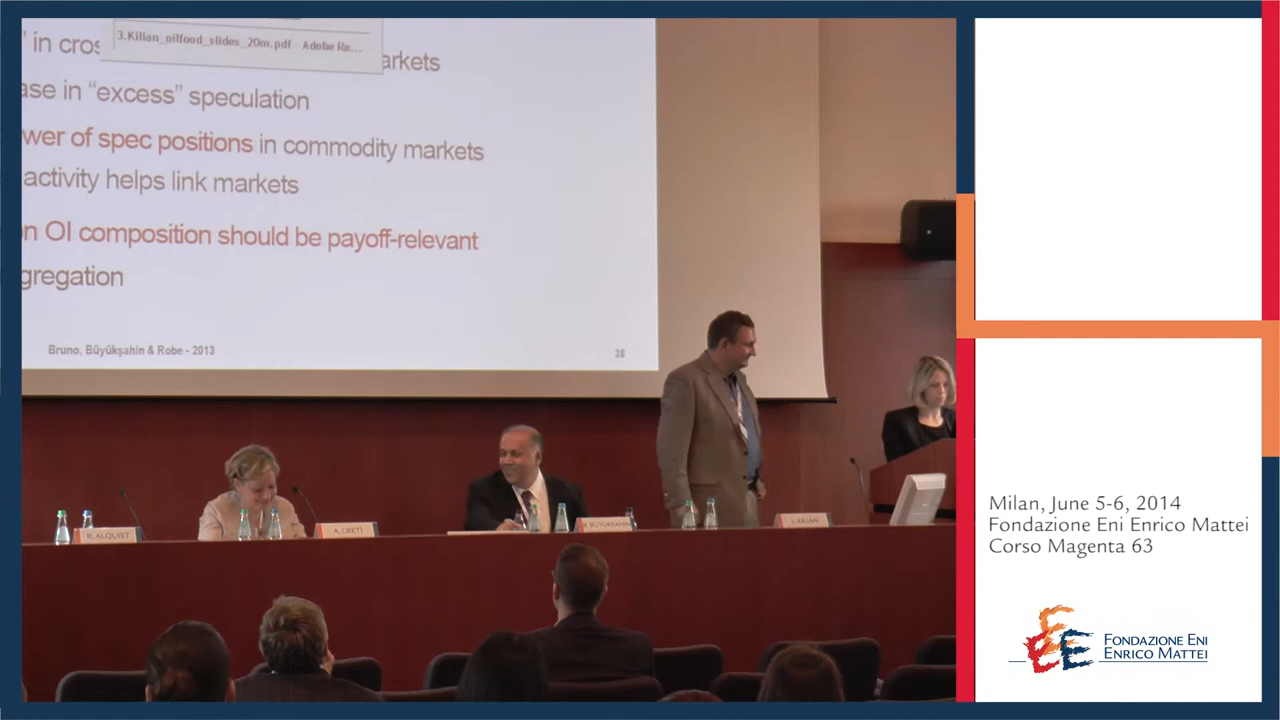 3.Kilian_oilfood_slides_20m.pdf - Adobe Re...
" in cros
arkets
ase in "excess" speculation
wer of spec positions in commodity markets
activity helps link markets
on OI composition should be payoff-relevant
gregation
Bruno, Büyükşahin & Robe - 2013
38
R. ALQUIST
A. CRETÍ
B. BÜYÜKŞAHIN
L. KILIAN
Milan, June 5-6, 2014
Fondazione Eni Enrico Mattei
Corso Magenta 63
FONDAZIONE ENI
ENRICO MATTEI